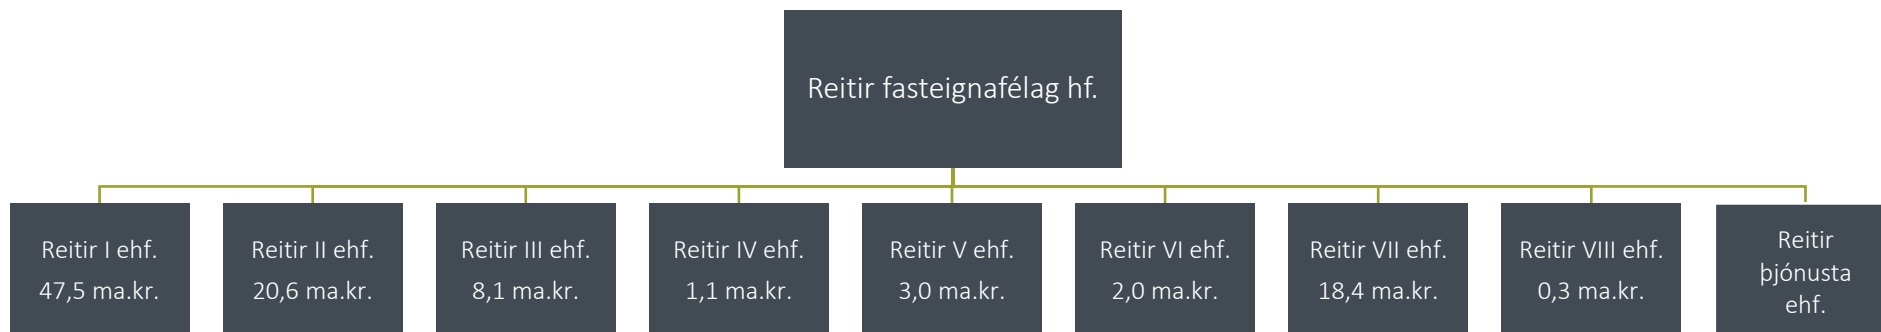 Reitir fasteignafélag hf.
Reitir I ehf.
47,5 ma.kr.
Reitir II ehf.
20,6 ma.kr.
Reitir III ehf.
8,1 ma.kr.
Reitir IV ehf.
1,1 ma.kr.
Reitir V ehf.
3,0 ma.kr.
Reitir VI ehf.
2,0 ma.kr.
Reitir VII ehf.
18,4 ma.kr.
Reitir VIII ehf.
0,3 ma.kr.
Reitir
þjónusta
ehf.